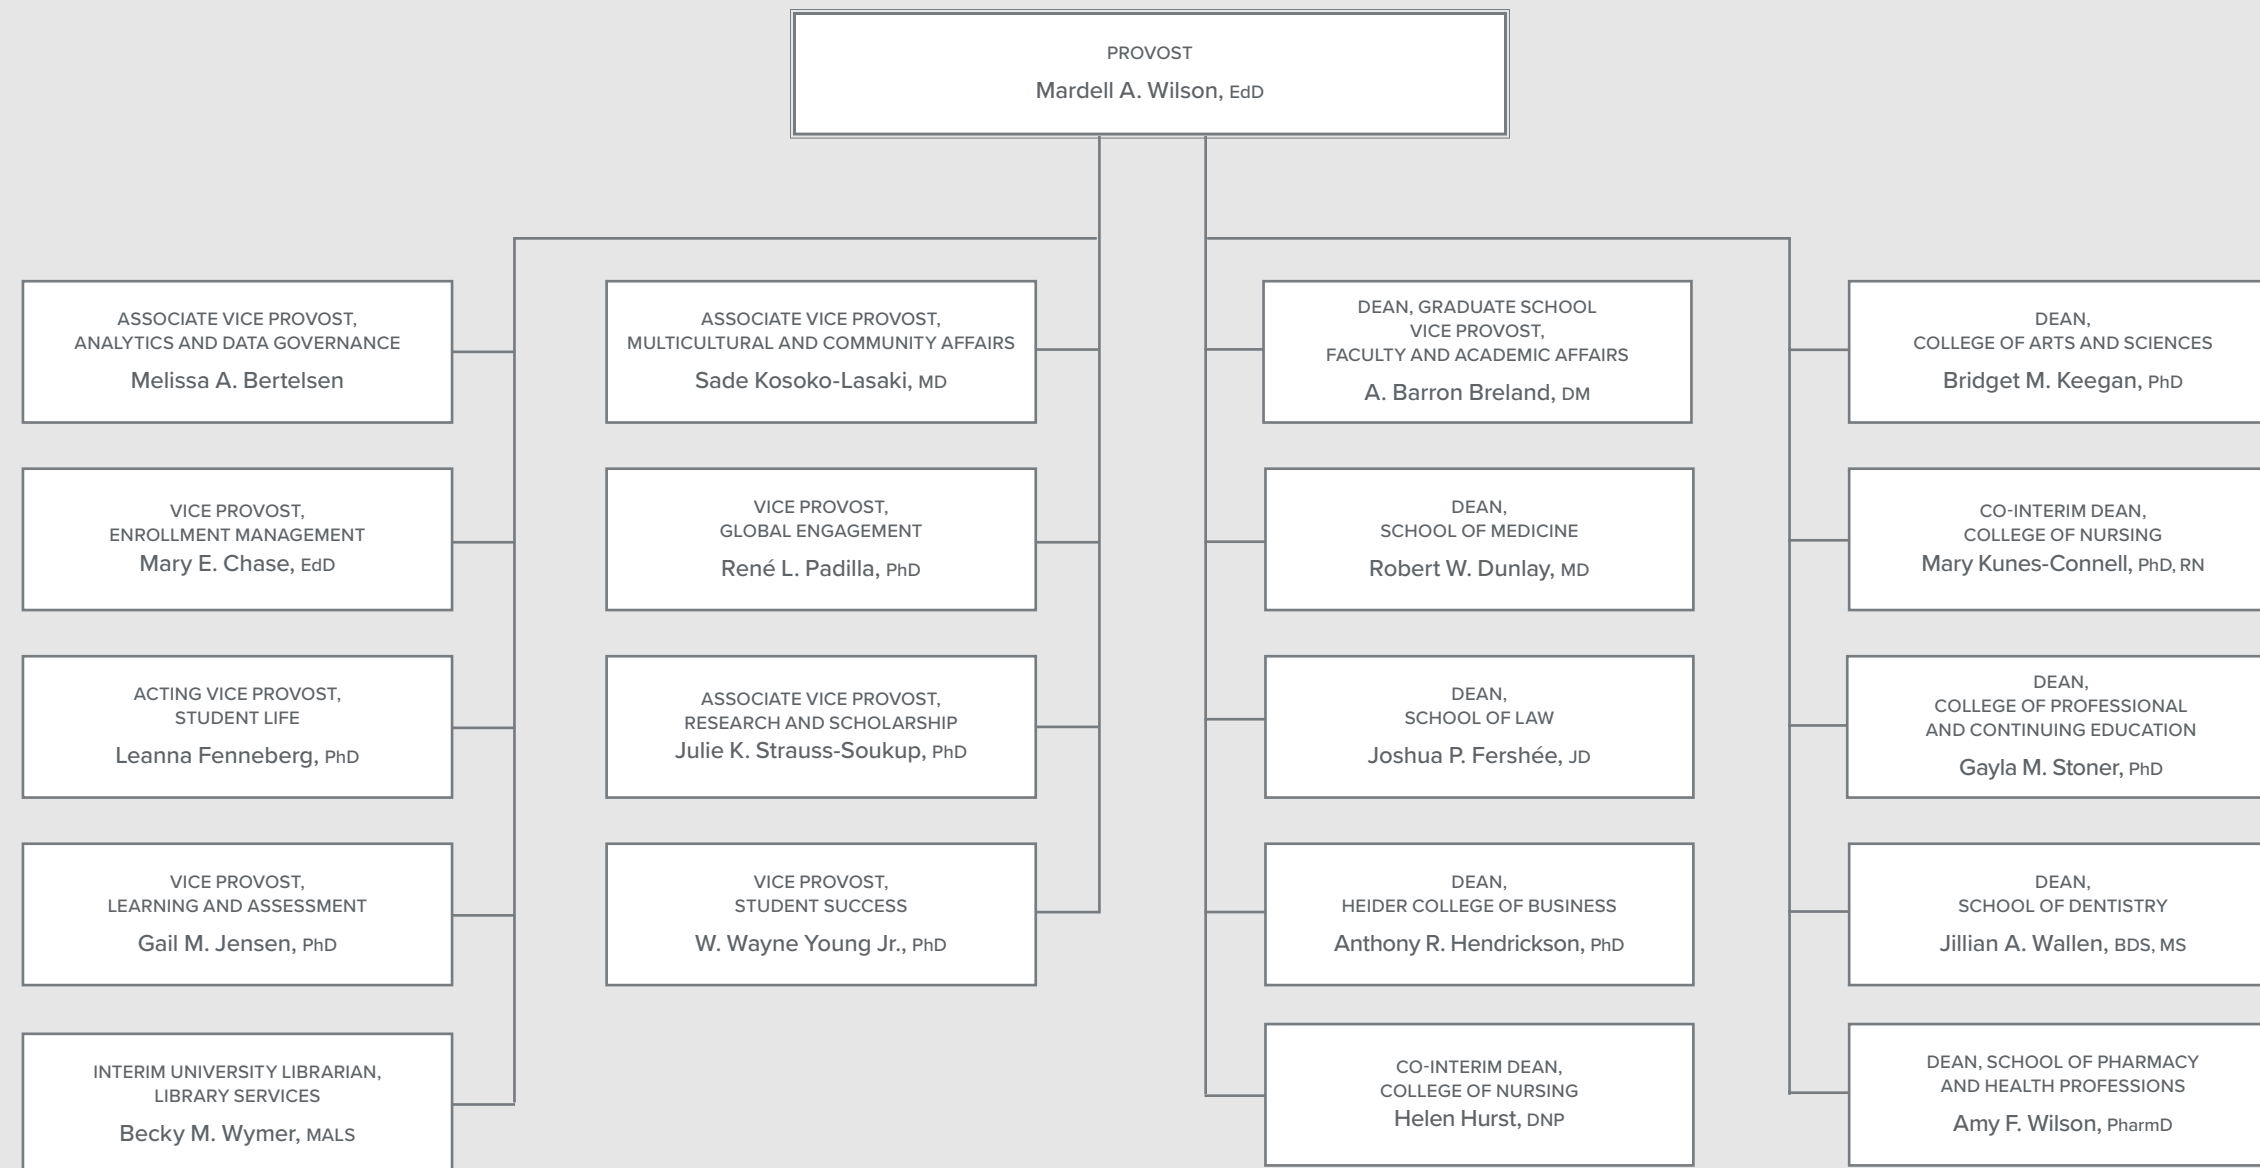 PROVOST
Mardell A. Wilson, EdD
ASSOCIATE VICE PROVOST,
ANALYTICS AND DATA GOVERNANCE
Melissa A. Bertelsen
ASSOCIATE VICE PROVOST,
MULTICULTURAL AND COMMUNITY AFFAIRS
Sade Kosoko-Lasaki, MD
DEAN, GRADUATE SCHOOL
VICE PROVOST,
FACULTY AND ACADEMIC AFFAIRS
A. Barron Breland, DM
DEAN,
COLLEGE OF ARTS AND SCIENCES
Bridget M. Keegan, PhD
VICE PROVOST,
ENROLLMENT MANAGEMENT
Mary E. Chase, EdD
VICE PROVOST,
GLOBAL ENGAGEMENT
René L. Padilla, PhD
DEAN,
SCHOOL OF MEDICINE
Robert W. Dunlay, MD
CO-INTERIM DEAN,
COLLEGE OF NURSING
Mary Kunes-Connell, PhD, RN
ACTING VICE PROVOST,
STUDENT LIFE
Leanna Fenneberg, PhD
ASSOCIATE VICE PROVOST,
RESEARCH AND SCHOLARSHIP
Julie K. Strauss-Soukup, PhD
DEAN,
SCHOOL OF LAW
Joshua P. Fershée, JD
DEAN,
COLLEGE OF PROFESSIONAL
AND CONTINUING EDUCATION
Gayla M. Stoner, PhD
VICE PROVOST,
LEARNING AND ASSESSMENT
Gail M. Jensen, PhD
VICE PROVOST,
STUDENT SUCCESS
W. Wayne Young Jr., PhD
DEAN,
HEIDER COLLEGE OF BUSINESS
Anthony R. Hendrickson, PhD
DEAN,
SCHOOL OF DENTISTRY
Jillian A. Wallen, BDS, MS
INTERIM UNIVERSITY LIBRARIAN,
LIBRARY SERVICES
Becky M. Wymer, MALS
CO-INTERIM DEAN,
COLLEGE OF NURSING
Helen Hurst, DNP
DEAN, SCHOOL OF PHARMACY
AND HEALTH PROFESSIONS
Amy F. Wilson, PharmD